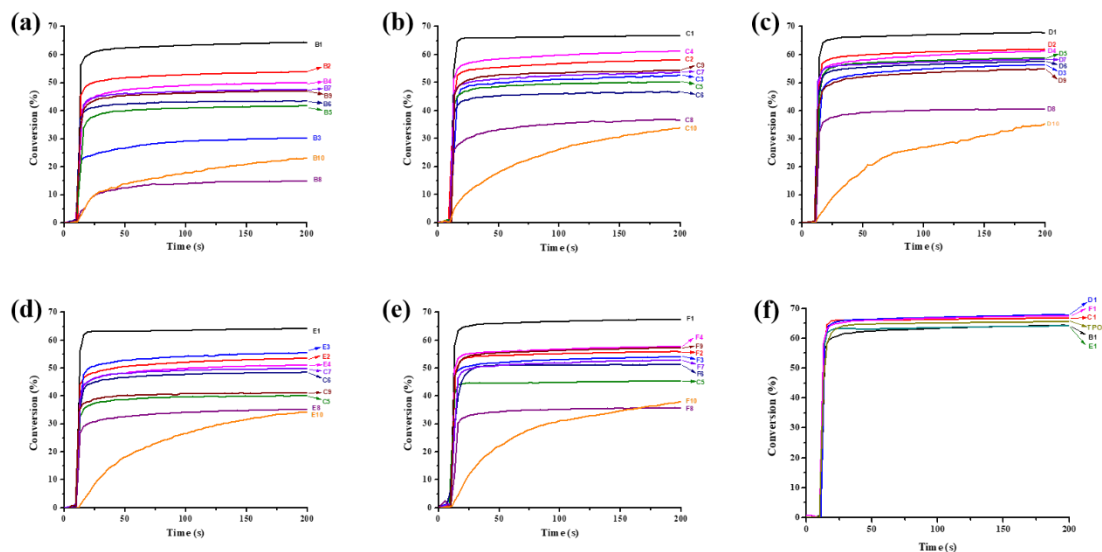 (a)
Conversion (%)
70
60
50
40
30
20
10
0
B1
B2
B4
B7
B9
B6
B5
B3
B10
B8
0 50 100 150 200
Time (s)
(b)
Conversion (%)
70
60
50
40
30
20
10
0
C1
C4
C2
C9
C7
C3
C5
C6
C8
C10
0 50 100 150 200
Time (s)
(c)
Conversion (%)
70
60
50
40
30
20
10
0
D1
D2
D4
D5
D7
D6
D3
D9
D8
D10
0 50 100 150 200
Time (s)
(d)
Conversion (%)
70
60
50
40
30
20
10
0
E1
E3
E2
E4
C7
C6
C9
C5
E8
E10
0 50 100 150 200
Time (s)
(e)
Conversion (%)
70
60
50
40
30
20
10
0
F1
F4
F9
F2
F3
F7
F6
C5
F10
F8
0 50 100 150 200
Time (s)
(f)
Conversion (%)
70
60
50
40
30
20
10
0
D1
F1
C1
TPO
B1
E1
0 50 100 150 200
Time (s)